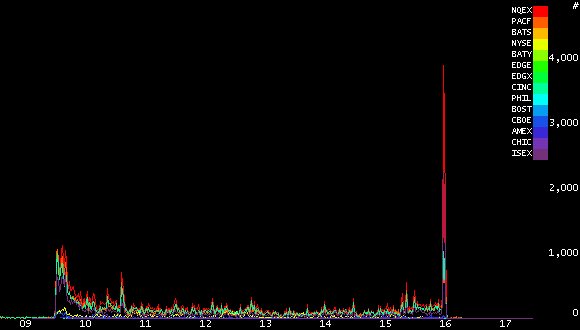 #
NQEX
PACF
BATS
NYSE
BATY
EDGE
EDGX
CINC
PHIL
BOST
CBOE
AMEX
CHIC
ISEX
4,000
3,000
2,000
1,000
0
09 10 11 12 13 14 15 16 17